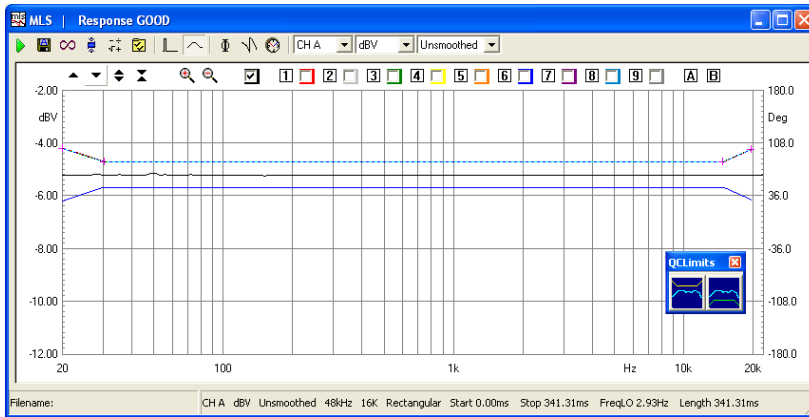 MLS | Response GOOD
CH A dBV Unsmoothed
1 2 3 4 5 6 7 8 9 A B
-2.00 180.0
dBV Deg
-4.00 108.0
-6.00 36.0
-8.00 -36.0
QCLimits
-10.00 -108.0
-12.00 -180.0
20 100 1k Hz 10k 20k
Filename: CH A dBV Unsmoothed 48kHz 16K Rectangular Start 0.00ms Stop 341.31ms FreqLO 2.93Hz Length 341.31ms